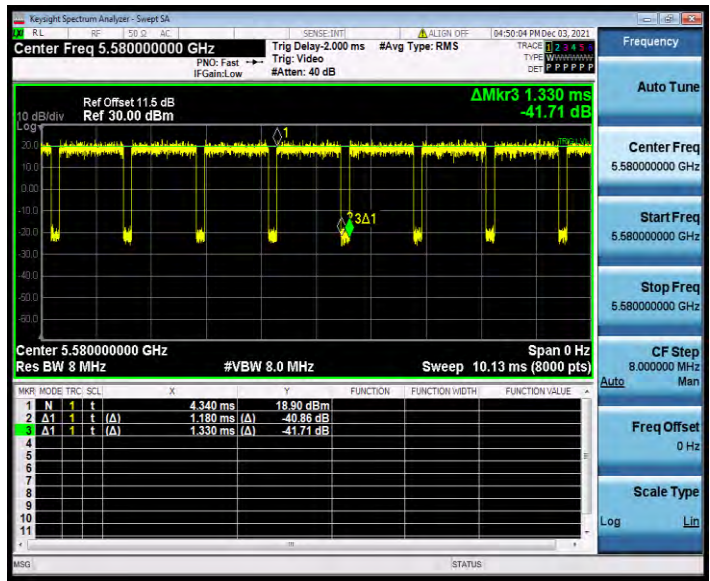 Keysight Spectrum Analyzer - Swept SA
LXI RL RF 50 Ω AC SENSE:INT ALIGN OFF 04:50:04 PM Dec 03, 2021
Center Freq 5.580000000 GHz
PNO: Fast
IFGain:Low
Trig Delay-2.000 ms
Trig: Video
#Atten: 40 dB
#Avg Type: RMS
TRACE 1 2 3 4 5 6
TYPE WWWWWW
DET P P P P P P
ΔMkr3 1.330 ms
-41.71 dB
Ref Offset 11.5 dB
10 dB/div Ref 30.00 dBm
Log
20.0
0.00
-10.0
-20.0
-30.0
-40.0
-50.0
-60.0
1
3Δ1
Center 5.580000000 GHz Span 0 Hz
Res BW 8 MHz #VBW 8.0 MHz Sweep 10.13 ms (8000 pts)
MKR MODE TRC SCL X Y FUNCTION FUNCTION WIDTH FUNCTION VALUE
1 N 1 t 4.340 ms 18.90 dBm
2 Δ1 1 t (Δ) 1.180 ms (Δ) -40.86 dB
3 Δ1 1 t (Δ) 1.330 ms (Δ) -41.71 dB
4
5
6
7
8
9
10
11
MSG STATUS
Frequency
Auto Tune
Center Freq
5.580000000 GHz
Start Freq
5.580000000 GHz
Stop Freq
5.580000000 GHz
CF Step
8.000000 MHz
Auto Man
Freq Offset
0 Hz
Scale Type
Log Lin